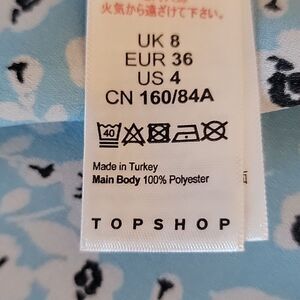 火気から遠ざけて下さい
UK 8
EUR 36
US 4
CN 160/84A
40
Made in Turkey
Main Body 100% Polyester
TOPSHOP